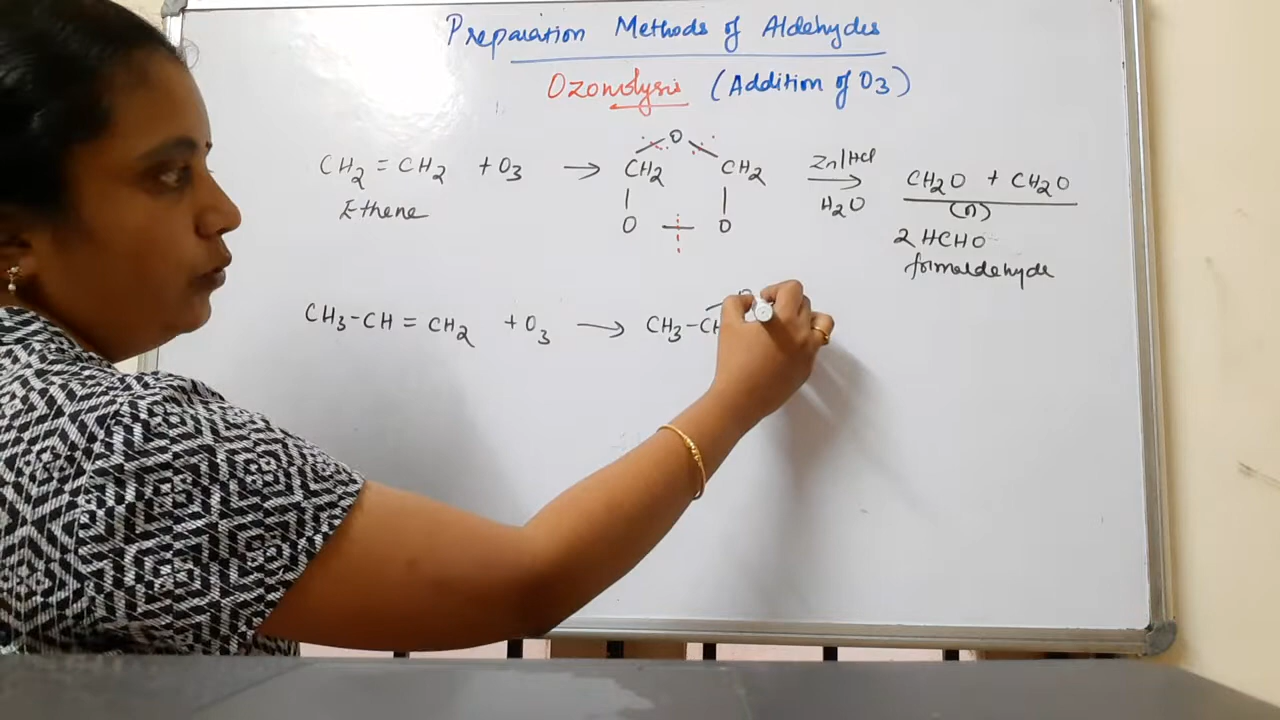 Preparation Methods of Aldehydes
Ozonolysis (Addition of O3)
CH2 = CH2 + O3 → CH2 O CH2 Zn/HCl → H2O CH2O + CH2O
Ethene O — O (n)
2 HCHO
formaldehyde
CH3-CH = CH2 + O3 → CH3-CH